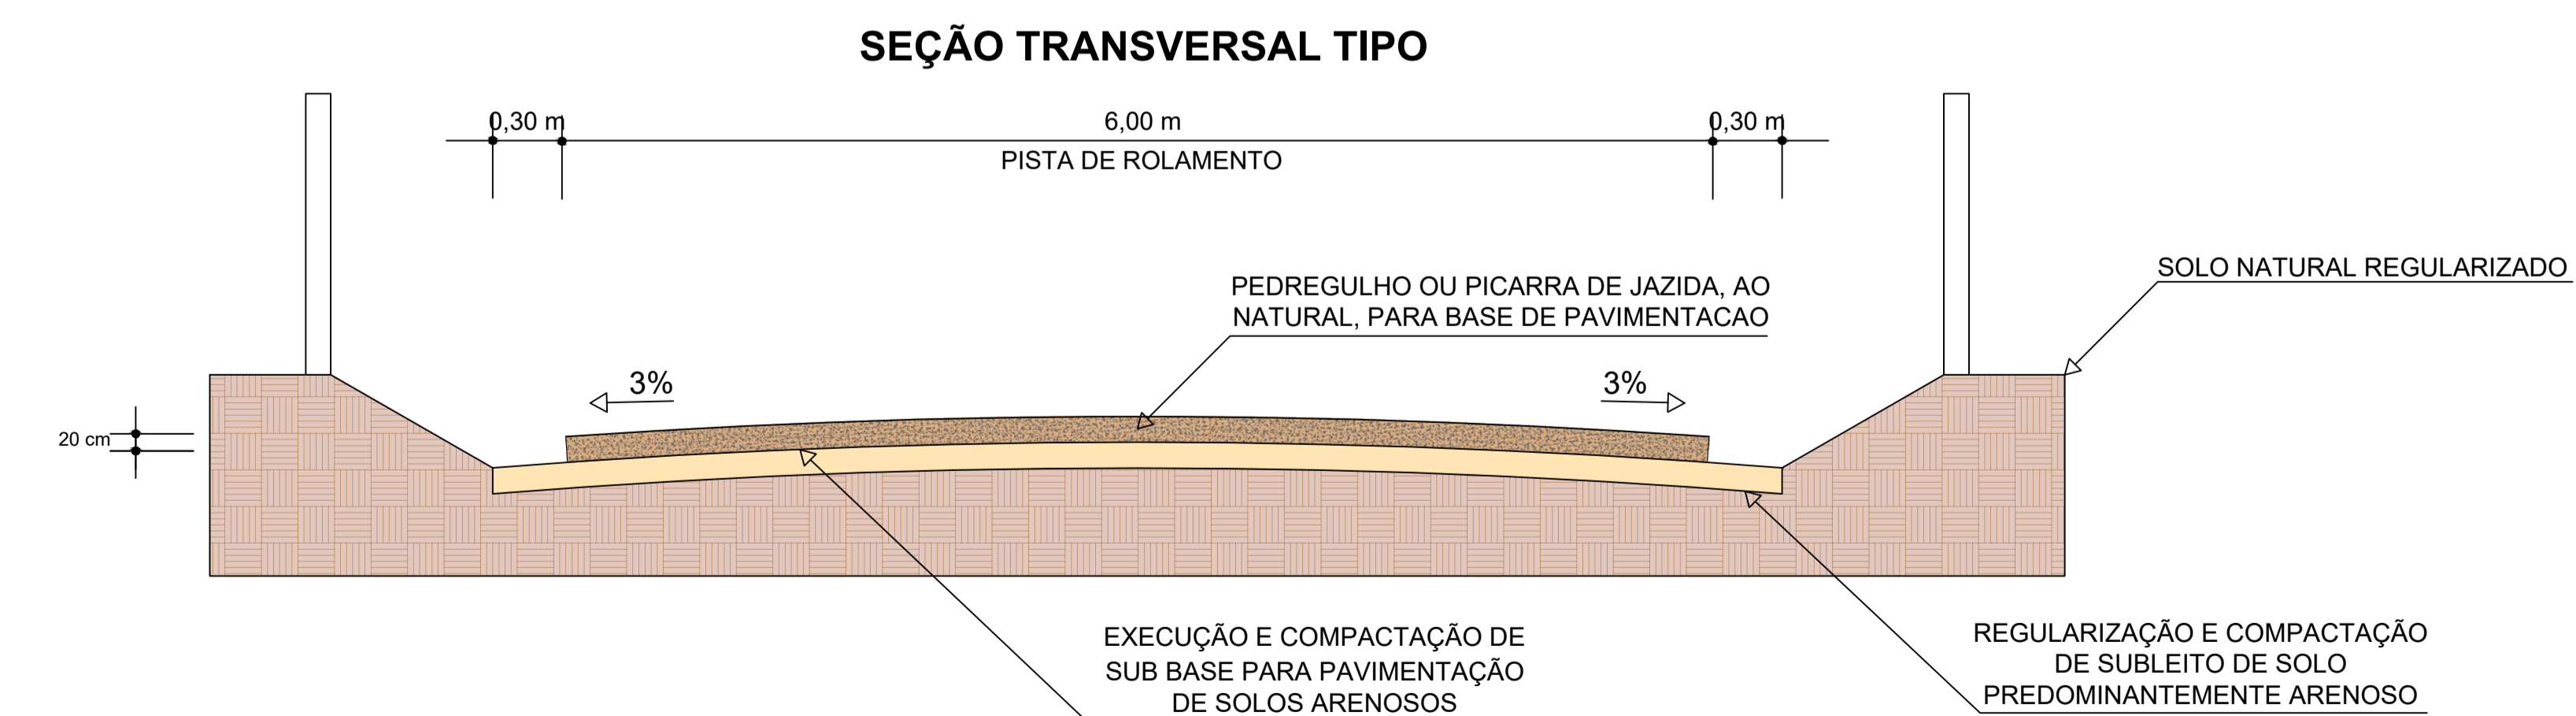 SEÇÃO TRANSVERSAL TIPO
0,30 m
6,00 m
0,30 m
PISTA DE ROLAMENTO
SOLO NATURAL REGULARIZADO
PEDREGULHO OU PICARRA DE JAZIDA, AO
NATURAL, PARA BASE DE PAVIMENTACAO
3%
3%
20 cm
EXECUÇÃO E COMPACTAÇÃO DE
SUB BASE PARA PAVIMENTAÇÃO
DE SOLOS ARENOSOS
REGULARIZAÇÃO E COMPACTAÇÃO
DE SUBLEITO DE SOLO
PREDOMINANTEMENTE ARENOSO